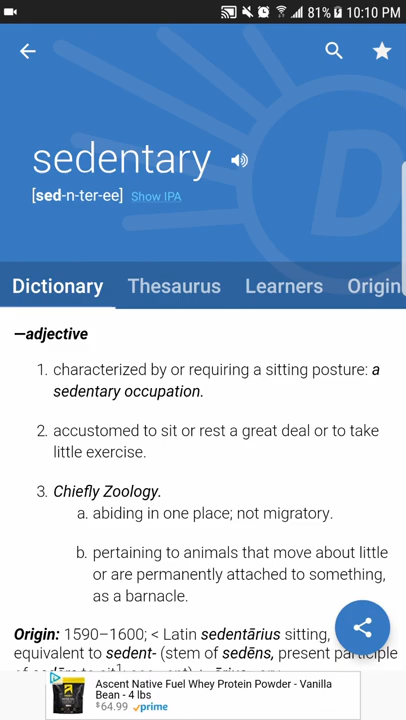 81% 10:10 PM
sedentary
[sed-n-ter-ee] Show IPA
Dictionary Thesaurus Learners Origin
—adjective
1. characterized by or requiring a sitting posture: a
sedentary occupation.
2. accustomed to sit or rest a great deal or to take
little exercise.
3. Chiefly Zoology.
a. abiding in one place; not migratory.
b. pertaining to animals that move about little
or are permanently attached to something,
as a barnacle.
Origin: 1590–1600; < Latin sedentārius sitting,
equivalent to sedent- (stem of sedēns, present participle
Ascent Native Fuel Whey Protein Powder - Vanilla
Bean - 4 lbs
$64.99 prime